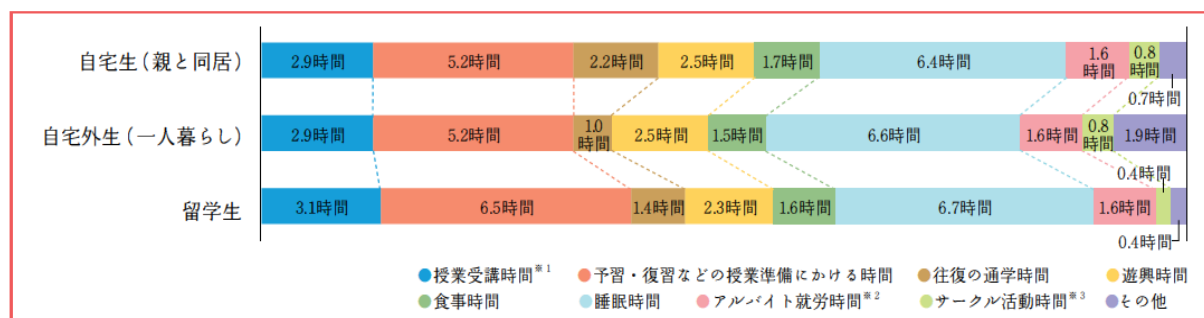 自宅生(親と同居) 2.9時間 5.2時間 2.2時間 2.5時間 1.7時間 6.4時間 1.6時間 0.8時間 0.7時間
自宅外生(一人暮らし) 2.9時間 5.2時間 1.0時間 2.5時間 1.5時間 6.6時間 1.6時間 0.8時間 1.9時間
留学生 3.1時間 6.5時間 1.4時間 2.3時間 1.6時間 6.7時間 1.6時間 0.4時間 0.4時間
●授業受講時間※1 ●予習・復習などの授業準備にかける時間 ●往復の通学時間 ●遊興時間
●食事時間 ●睡眠時間 ●アルバイト就労時間※2 ●サークル活動時間※3 ●その他